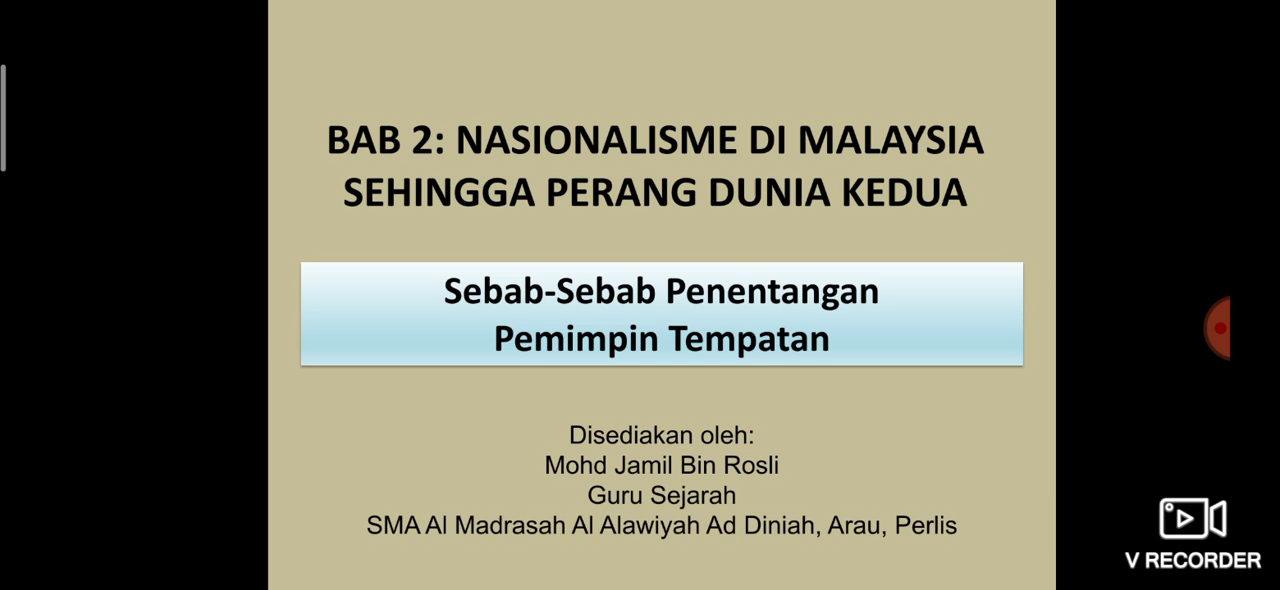 BAB 2: NASIONALISME DI MALAYSIA
SEHINGGA PERANG DUNIA KEDUA
Sebab-Sebab Penentangan
Pemimpin Tempatan
Disediakan oleh:
Mohd Jamil Bin Rosli
Guru Sejarah
SMA Al Madrasah Al Alawiyah Ad Diniah, Arau, Perlis
V RECORDER